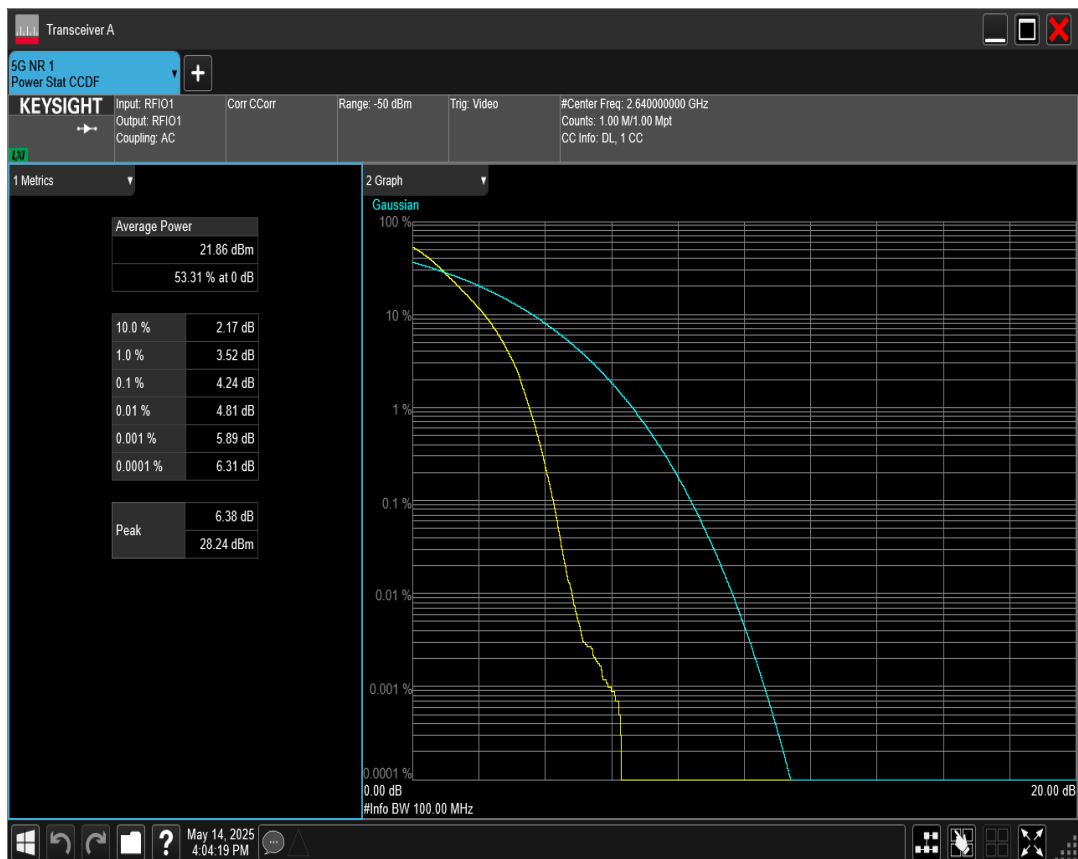 Transceiver A
5G NR 1
Power Stat CCDF
+
KEYSIGHT
LXI
Input: RFIO1
Output: RFIO1
Coupling: AC
Corr CCorr
Range: -50 dBm
Trig: Video
#Center Freq: 2.640000000 GHz
Counts: 1.00 M/1.00 Mpt
CC Info: DL, 1 CC
1 Metrics
Average Power
21.86 dBm
53.31 % at 0 dB
10.0 % 2.17 dB
1.0 % 3.52 dB
0.1 % 4.24 dB
0.01 % 4.81 dB
0.001 % 5.89 dB
0.0001 % 6.31 dB
Peak
6.38 dB
28.24 dBm
2 Graph
Gaussian
100 %
10 %
1 %
0.1 %
0.01 %
0.001 %
0.0001 %
0.00 dB
20.00 dB
#Info BW 100.00 MHz
?
May 14, 2025
4:04:19 PM